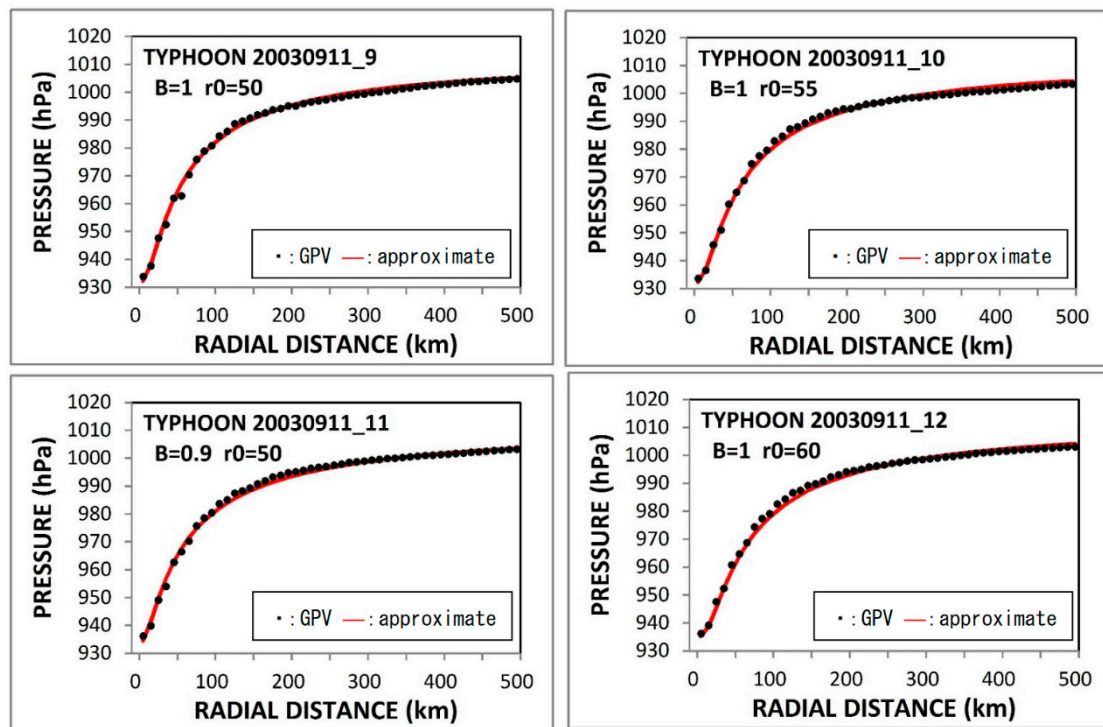 TYPHOON 20030911_9
B=1 r0=50
PRESSURE (hPa)
1020
1010
1000
990
980
970
960
950
940
930
0 100 200 300 400 500
RADIAL DISTANCE (km)
: GPV : approximate
TYPHOON 20030911_10
B=1 r0=55
PRESSURE (hPa)
1020
1010
1000
990
980
970
960
950
940
930
0 100 200 300 400 500
RADIAL DISTANCE (km)
: GPV : approximate
TYPHOON 20030911_11
B=0.9 r0=50
PRESSURE (hPa)
1020
1010
1000
990
980
970
960
950
940
930
0 100 200 300 400 500
RADIAL DISTANCE (km)
: GPV : approximate
TYPHOON 20030911_12
B=1 r0=60
PRESSURE (hPa)
1020
1010
1000
990
980
970
960
950
940
930
0 100 200 300 400 500
RADIAL DISTANCE (km)
: GPV : approximate